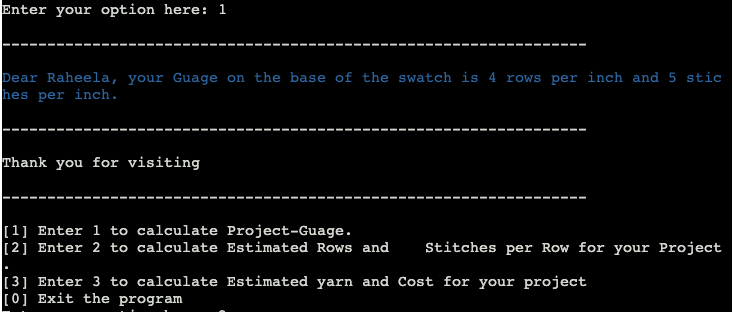 Enter your option here: 1
-----------------------------------------------------------------
Dear Raheela, your Guage on the base of the swatch is 4 rows per inch and 5 stic
hes per inch.
-----------------------------------------------------------------
Thank you for visiting
-----------------------------------------------------------------
[1] Enter 1 to calculate Project-Guage.
[2] Enter 2 to calculate Estimated Rows and    Stitches per Row for your Project
.
[3] Enter 3 to calculate Estimated yarn and Cost for your project
[0] Exit the program